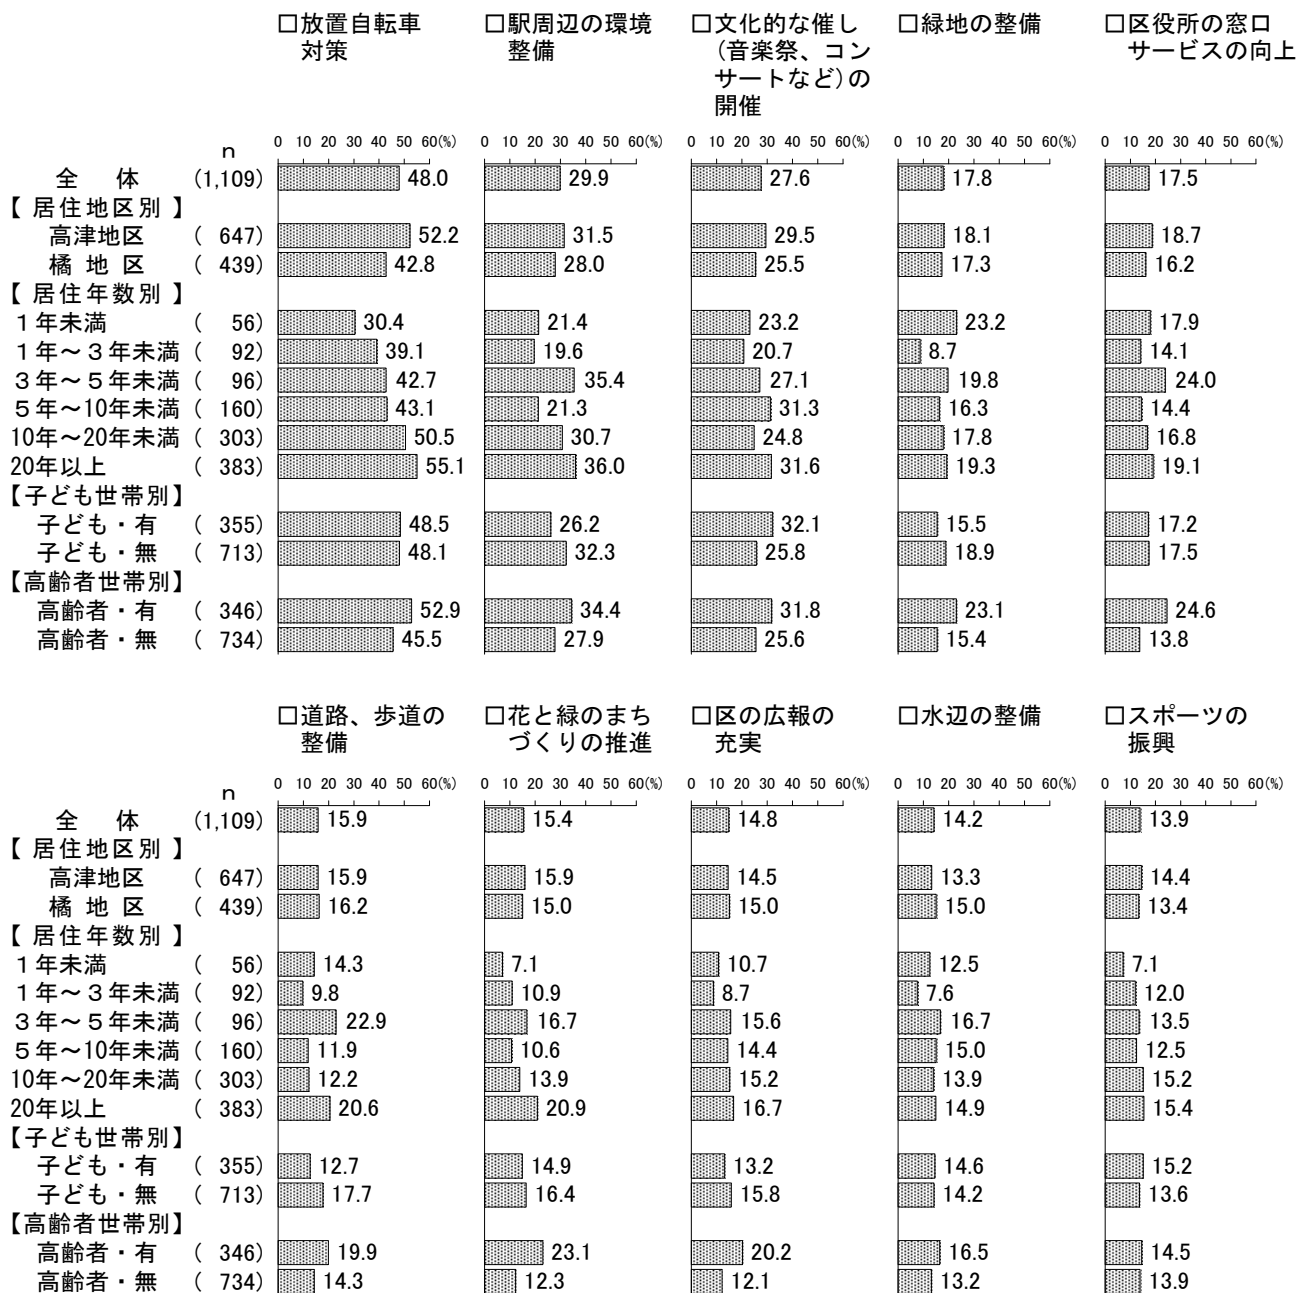 □放置自転車 □駅周辺の環境 □文化的な催し □緑地の整備 □区役所の窓口
対策 整備 (音楽祭、コン サービスの向上
サートなど)の
開催
0 10 20 30 40 50 60(%) 0 10 20 30 40 50 60(%) 0 10 20 30 40 50 60(%) 0 10 20 30 40 50 60(%) 0 10 20 30 40 50 60(%)
n
全 体 (1,109) 48.0 29.9 27.6 17.8 17.5
【 居住地区別 】
高津地区 ( 647) 52.2 31.5 29.5 18.1 18.7
橘 地 区 ( 439) 42.8 28.0 25.5 17.3 16.2
【 居住年数別 】
1年未満 ( 56) 30.4 21.4 23.2 23.2 17.9
1年～3年未満 ( 92) 39.1 19.6 20.7 8.7 14.1
3年～5年未満 ( 96) 42.7 35.4 27.1 19.8 24.0
5年～10年未満 ( 160) 43.1 21.3 31.3 16.3 14.4
10年～20年未満 ( 303) 50.5 30.7 24.8 17.8 16.8
20年以上 ( 383) 55.1 36.0 31.6 19.3 19.1
【子ども世帯別】
子ども・有 ( 355) 48.5 26.2 32.1 15.5 17.2
子ども・無 ( 713) 48.1 32.3 25.8 18.9 17.5
【高齢者世帯別】
高齢者・有 ( 346) 52.9 34.4 31.8 23.1 24.6
高齢者・無 ( 734) 45.5 27.9 25.6 15.4 13.8
□道路、歩道の □花と緑のまち □区の広報の □水辺の整備 □スポーツの
整備 づくりの推進 充実 振興
0 10 20 30 40 50 60(%) 0 10 20 30 40 50 60(%) 0 10 20 30 40 50 60(%) 0 10 20 30 40 50 60(%) 0 10 20 30 40 50 60(%)
n
全 体 (1,109) 15.9 15.4 14.8 14.2 13.9
【 居住地区別 】
高津地区 ( 647) 15.9 15.9 14.5 13.3 14.4
橘 地 区 ( 439) 16.2 15.0 15.0 15.0 13.4
【 居住年数別 】
1年未満 ( 56) 14.3 7.1 10.7 12.5 7.1
1年～3年未満 ( 92) 9.8 10.9 8.7 7.6 12.0
3年～5年未満 ( 96) 22.9 16.7 15.6 16.7 13.5
5年～10年未満 ( 160) 11.9 10.6 14.4 15.0 12.5
10年～20年未満 ( 303) 12.2 13.9 15.2 13.9 15.2
20年以上 ( 383) 20.6 20.9 16.7 14.9 15.4
【子ども世帯別】
子ども・有 ( 355) 12.7 14.9 13.2 14.6 15.2
子ども・無 ( 713) 17.7 16.4 15.8 14.2 13.6
【高齢者世帯別】
高齢者・有 ( 346) 19.9 23.1 20.2 16.5 14.5
高齢者・無 ( 734) 14.3 12.3 12.1 13.2 13.9